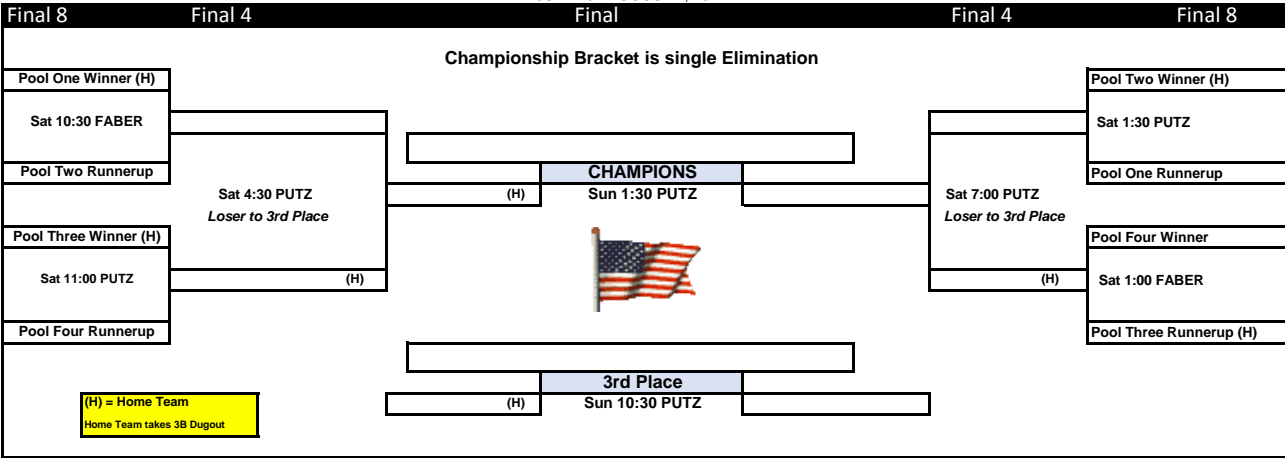 Final 8 Final 4 Final Final 4 Final 8
Championship Bracket is single Elimination
Pool One Winner (H) Pool Two Winner (H)
Sat 10:30 FABER Sat 1:30 PUTZ
Pool Two Runnerup CHAMPIONS Pool One Runnerup
Sat 4:30 PUTZ (H) Sun 1:30 PUTZ Sat 7:00 PUTZ
Loser to 3rd Place Loser to 3rd Place
Pool Three Winner (H) Pool Four Winner
Sat 11:00 PUTZ (H) (H) Sat 1:00 FABER
Pool Four Runnerup Pool Three Runnerup (H)
3rd Place
(H) = Home Team (H) Sun 10:30 PUTZ
Home Team takes 3B Dugout